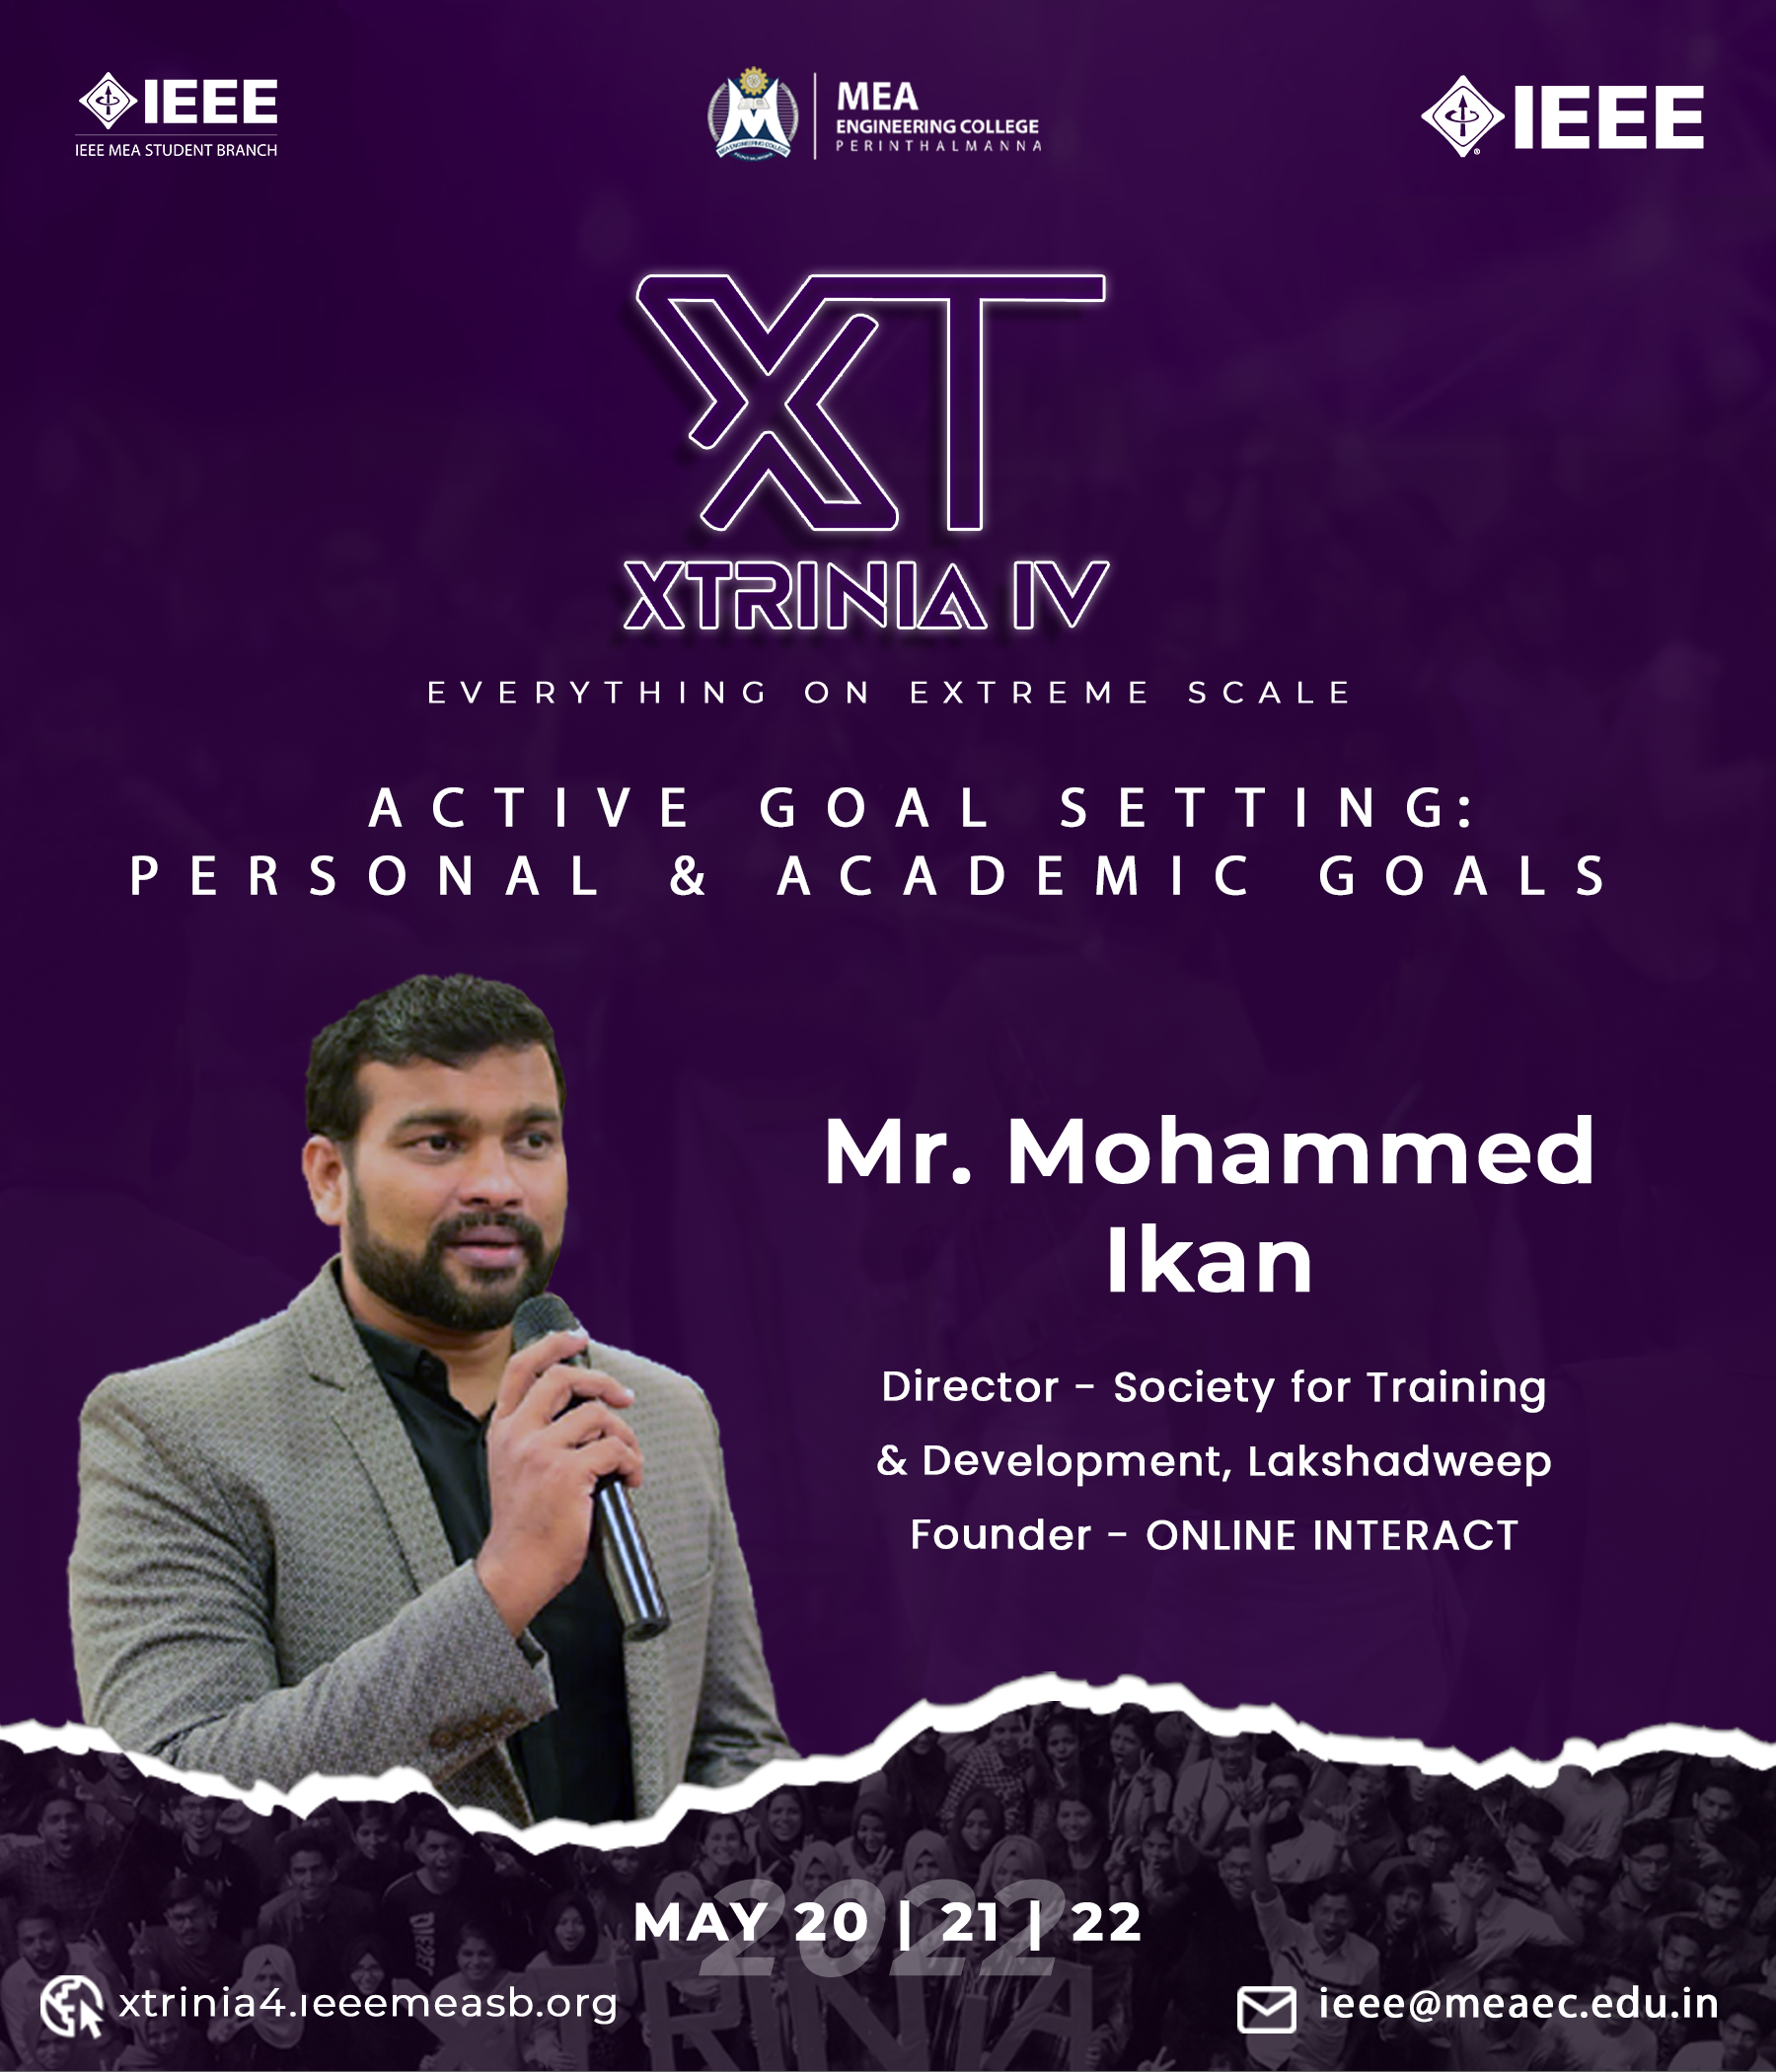 IEEE
IEEE MEA STUDENT BRANCH
MEA
ENGINEERING COLLEGE
PERINTHALMANNA
IEEE
XT
XTRINIA IV
EVERYTHING ON EXTREME SCALE
ACTIVE GOAL SETTING:
PERSONAL & ACADEMIC GOALS
Mr. Mohammed
Ikan
Director - Society for Training
& Development, Lakshadweep
Founder - ONLINE INTERACT
2022
MAY 20 | 21 | 22
XTRINIA
xtrinia4.ieeemeasb.org
ieee@meaec.edu.in